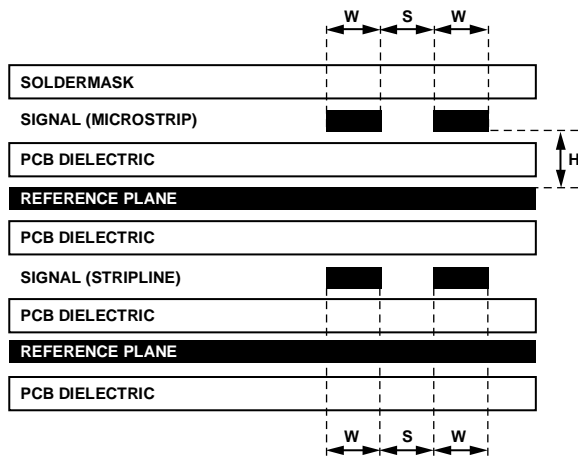 W S W
SOLDERMASK
SIGNAL (MICROSTRIP)
H
PCB DIELECTRIC
REFERENCE PLANE
PCB DIELECTRIC
SIGNAL (STRIPLINE)
PCB DIELECTRIC
REFERENCE PLANE
PCB DIELECTRIC
W S W